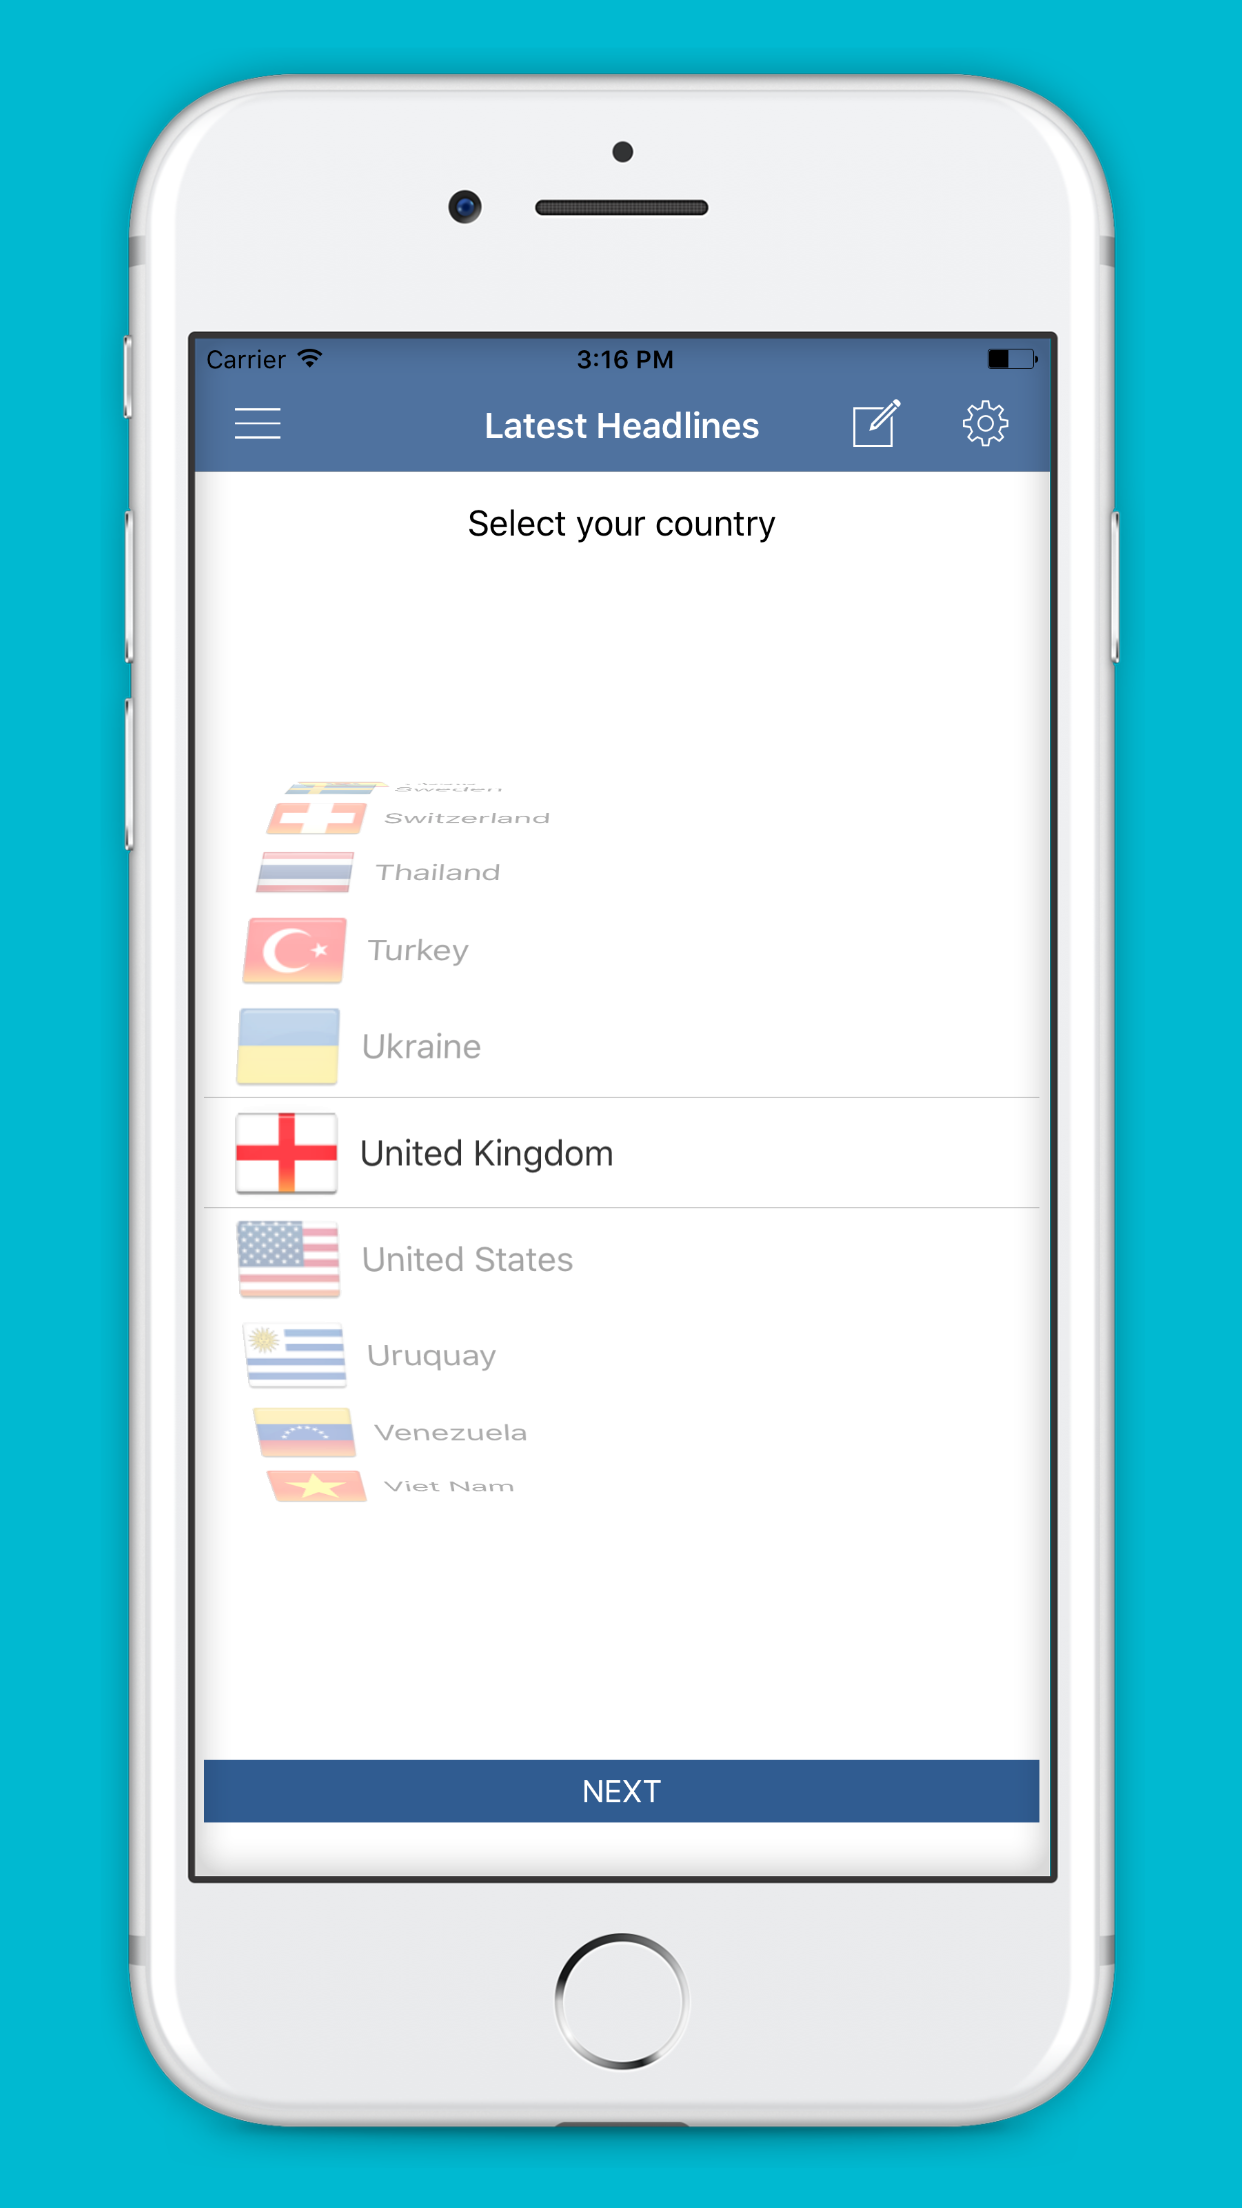 Carrier 3:16 PM
Latest Headlines
Select your country
Sweden
Switzerland
Thailand
Turkey
Ukraine
United Kingdom
United States
Uruguay
Venezuela
Viet Nam
NEXT